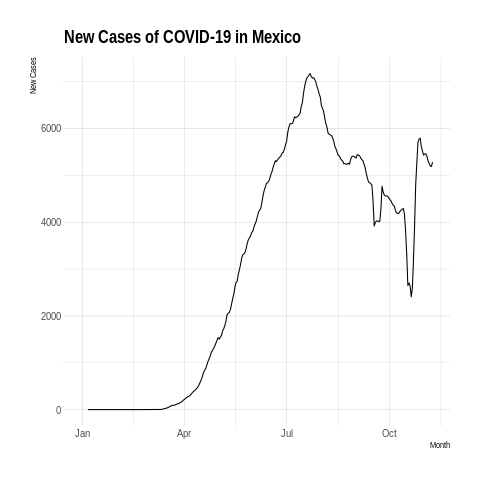 New Cases of COVID-19 in Mexico
New Cases
6000
4000
2000
0
Jan Apr Jul Oct
Month